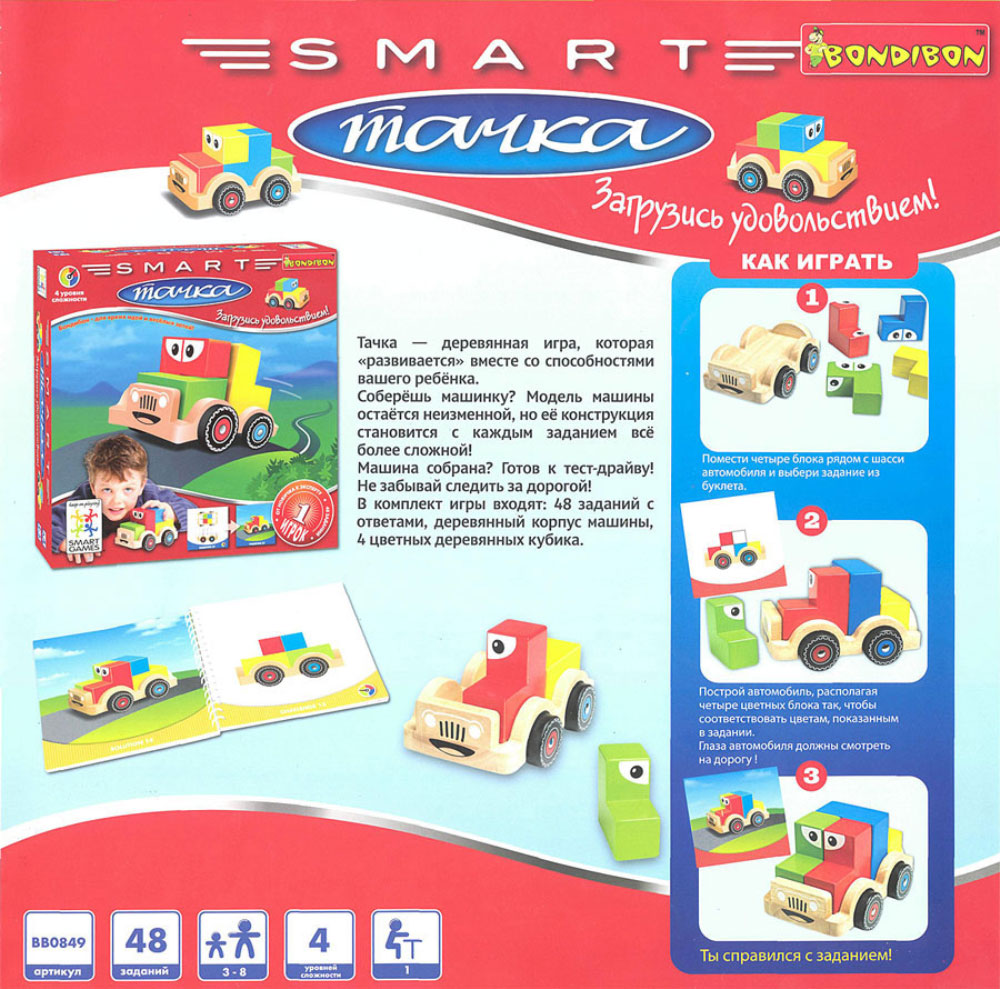 SMART
BONDIBON
™
тачка
Загрузись удовольствием!
SMART
BONDIBON
4 уровня
сложности
тачка
Загрузись удовольствием!
SMART
GAMES
1
ИГРОК
Тачка — деревянная игра, которая
«развивается» вместе со способностями
вашего ребёнка.
Соберёшь машинку? Модель машины
остаётся неизменной, но её конструкция
становится с каждым заданием всё
более сложной!
Машина собрана? Готов к тест-драйву!
Не забывай следить за дорогой!
В комплект игры входят: 48 заданий с
ответами, деревянный корпус машины,
4 цветных деревянных кубика.
КАК ИГРАТЬ
1
Помести четыре блока рядом с шасси
автомобиля и выбери задание из
буклета.
2
Построй автомобиль, располагая
четыре цветных блока так, чтобы
соответствовать цветам, показанным
в задании.
Глаза автомобиля должны смотреть
на дорогу !
3
Ты справился с заданием!
BB0849
артикул
48
заданий
3 - 8
4
уровней
сложности
1